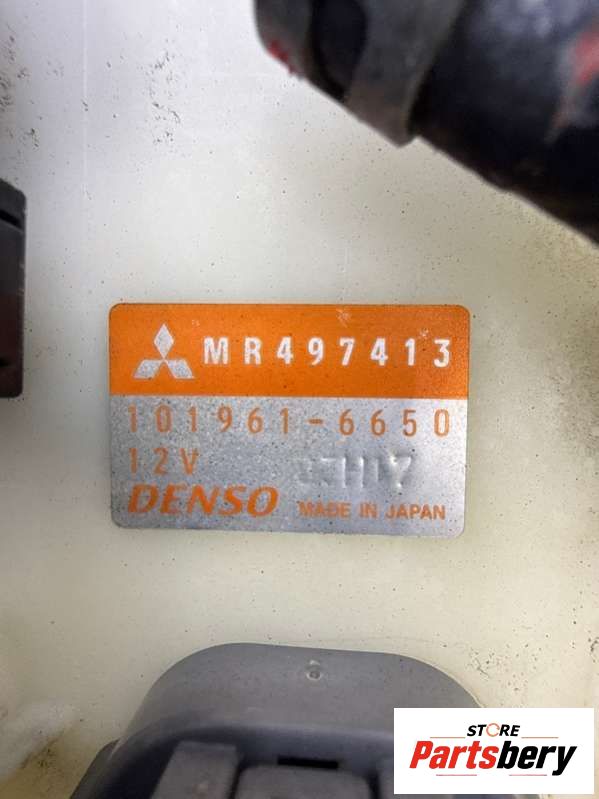 MR497413
101961-6650
12V
DENSO MADE IN JAPAN
STORE
Partsbery